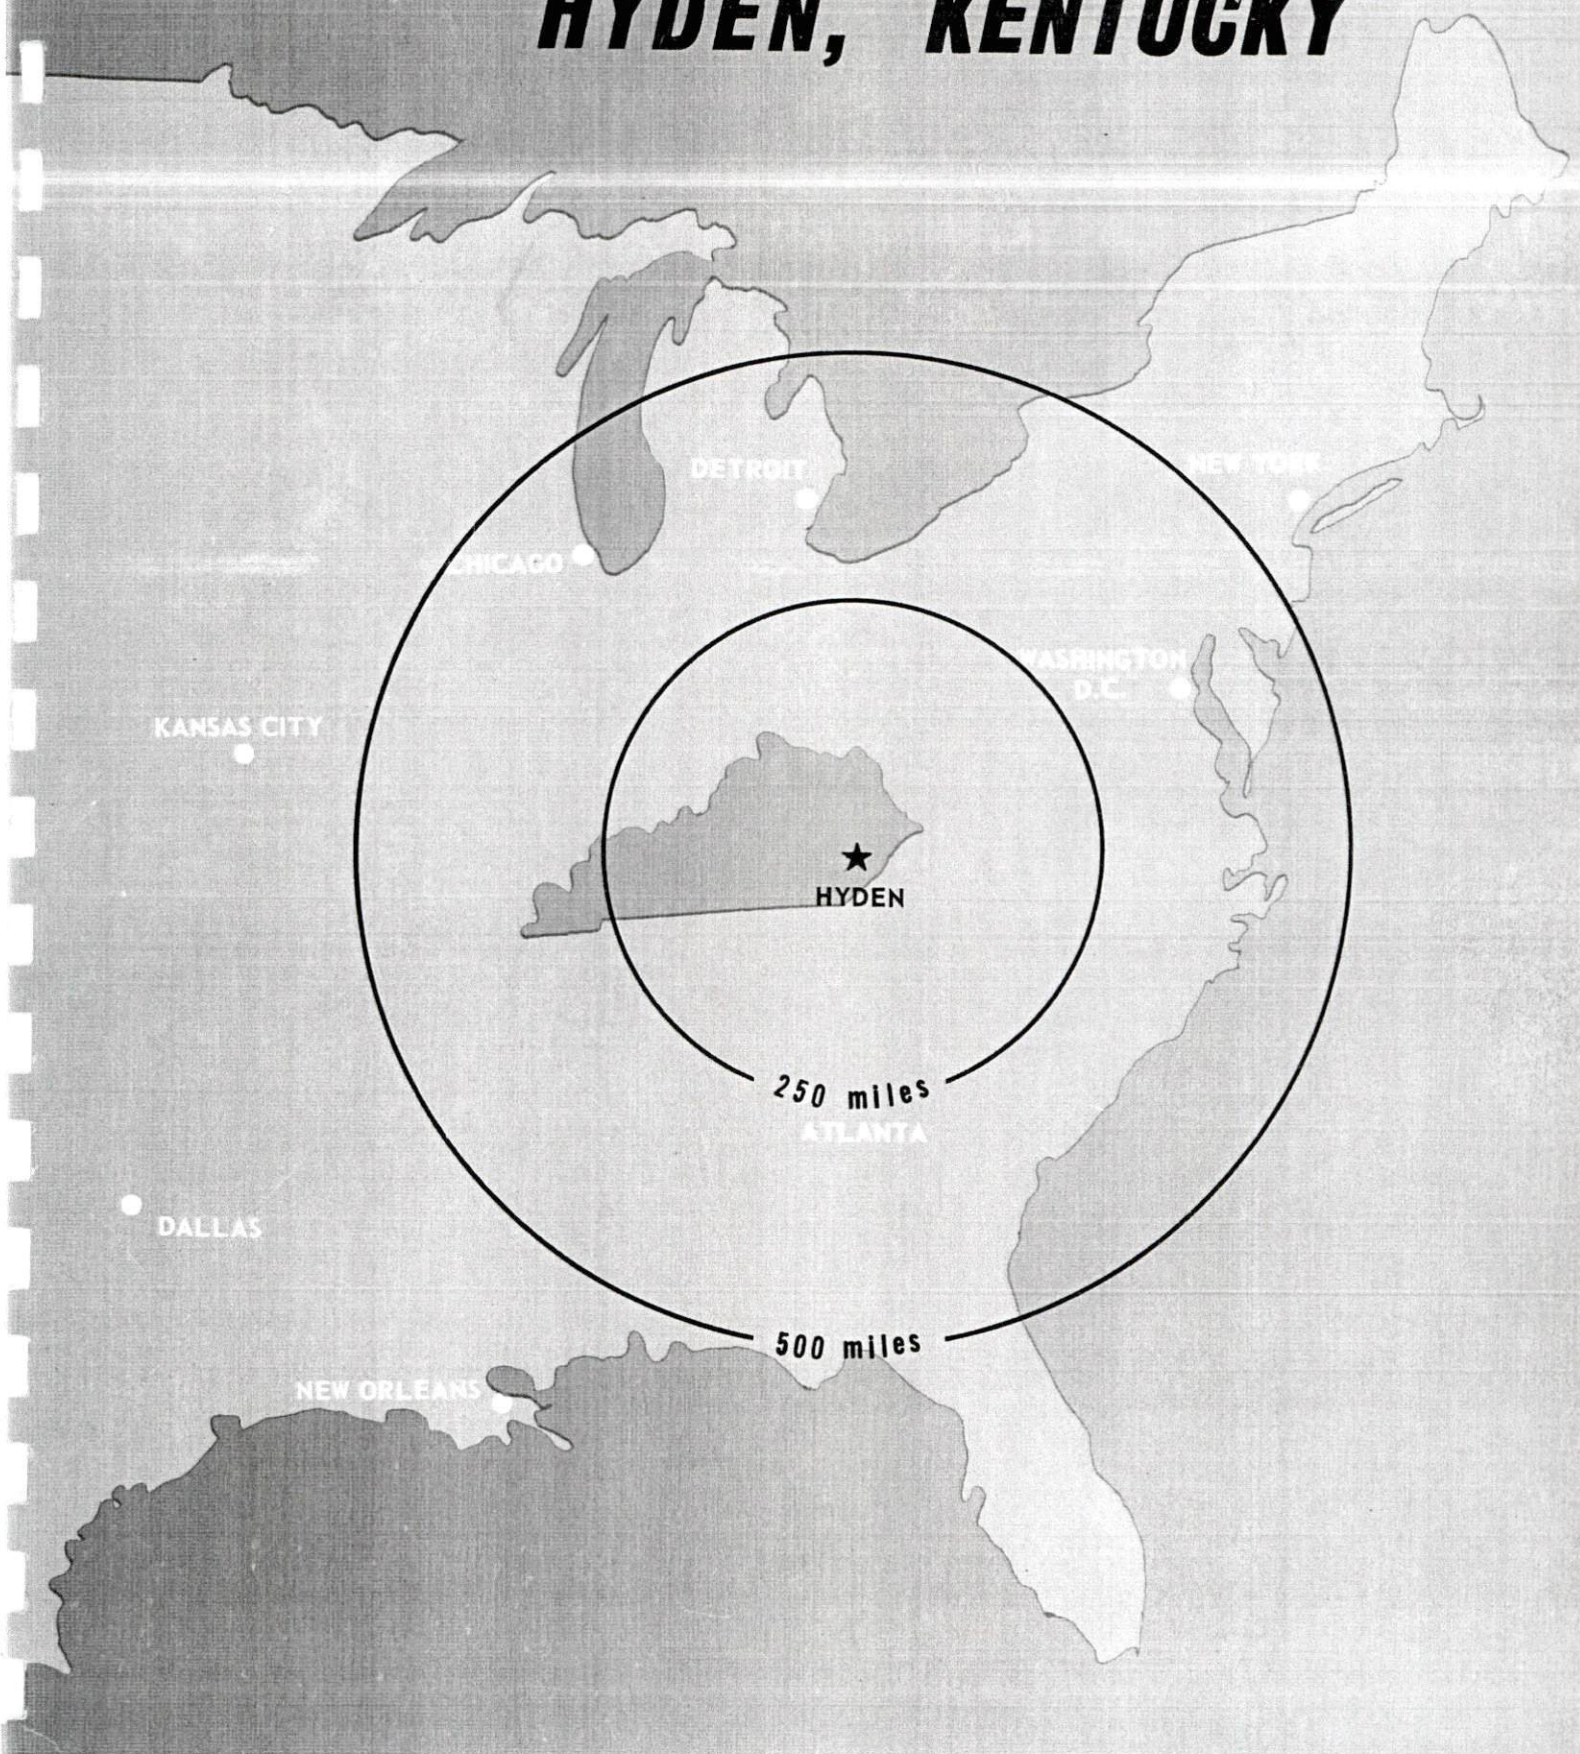 HYDEN, KENTUCKY
DETROIT
NEW YORK
CHICAGO
WASHINGTON
D.C.
KANSAS CITY
HYDEN
250 miles
ATLANTA
DALLAS
500 miles
NEW ORLEANS